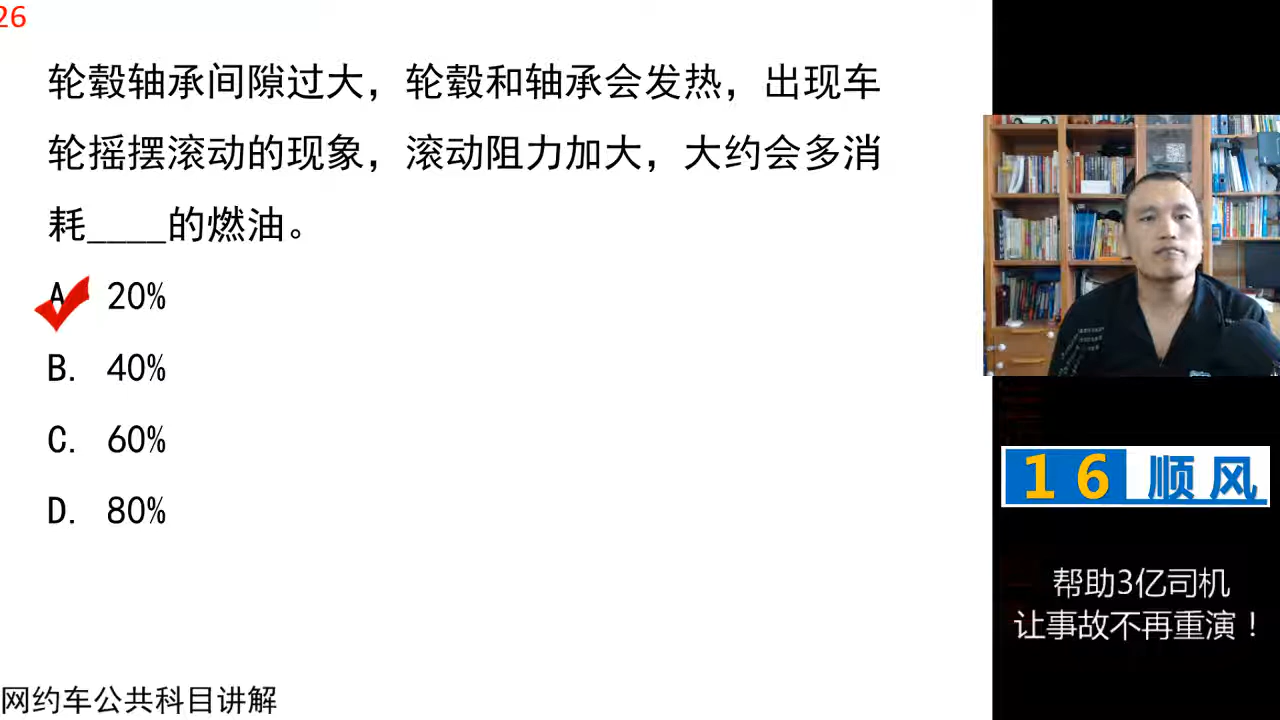 26
轮毂轴承间隙过大，轮毂和轴承会发热，出现车
轮摇摆滚动的现象，滚动阻力加大，大约会多消
耗____的燃油。
A. 20%
B. 40%
C. 60%
D. 80%
网约车公共科目讲解
16顺风
帮助3亿司机
让事故不再重演！